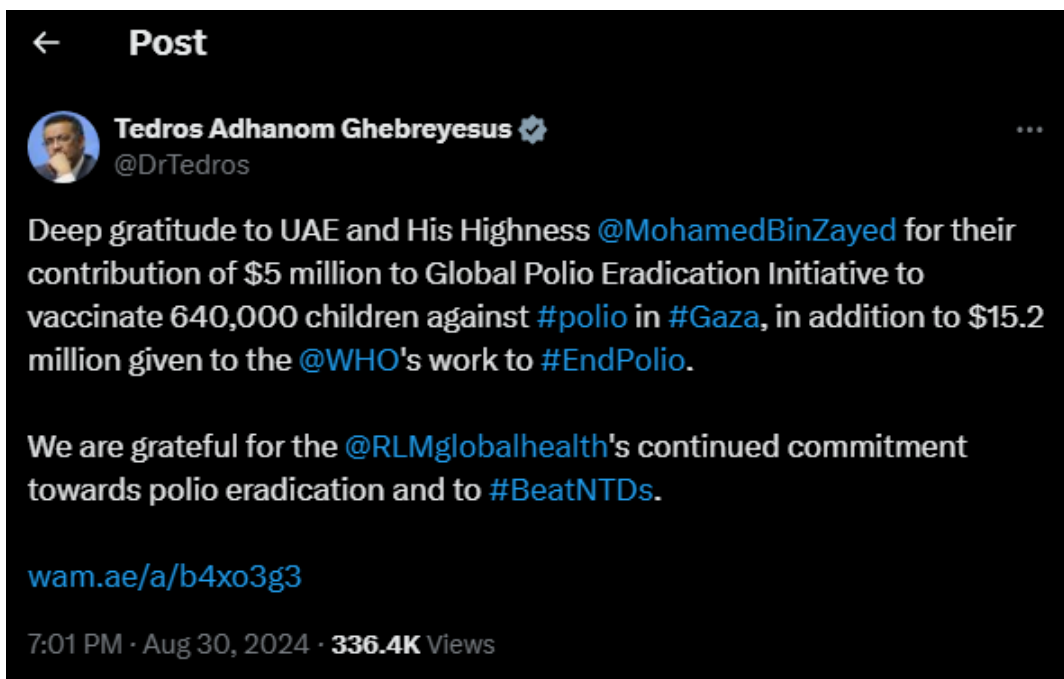 Post
Tedros Adhanom Ghebreyesus
@DrTedros
Deep gratitude to UAE and His Highness @MohamedBinZayed for their
contribution of $5 million to Global Polio Eradication Initiative to
vaccinate 640,000 children against #polio in #Gaza, in addition to $15.2
million given to the @WHO's work to #EndPolio.
We are grateful for the @RLMglobalhealth's continued commitment
towards polio eradication and to #BeatNTDs.
wam.ae/a/b4xo3g3
7:01 PM · Aug 30, 2024 · 336.4K Views